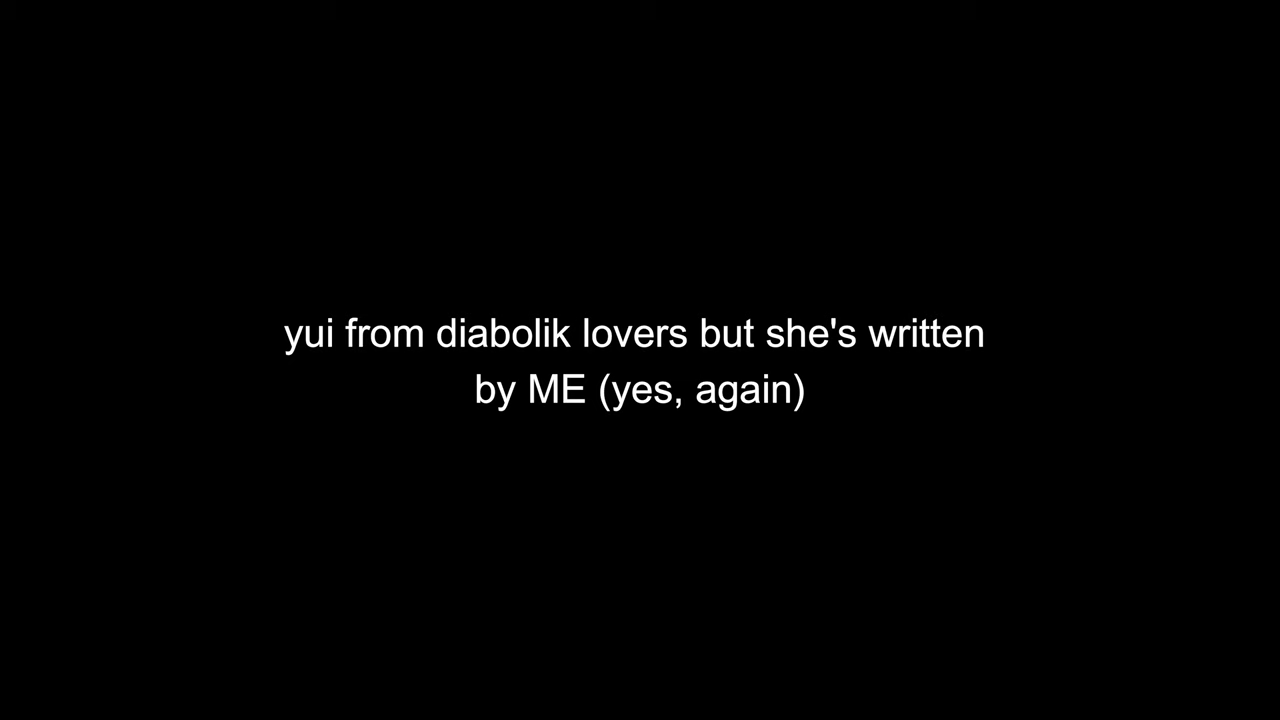 yui from diabolik lovers but she's written
by ME (yes, again)